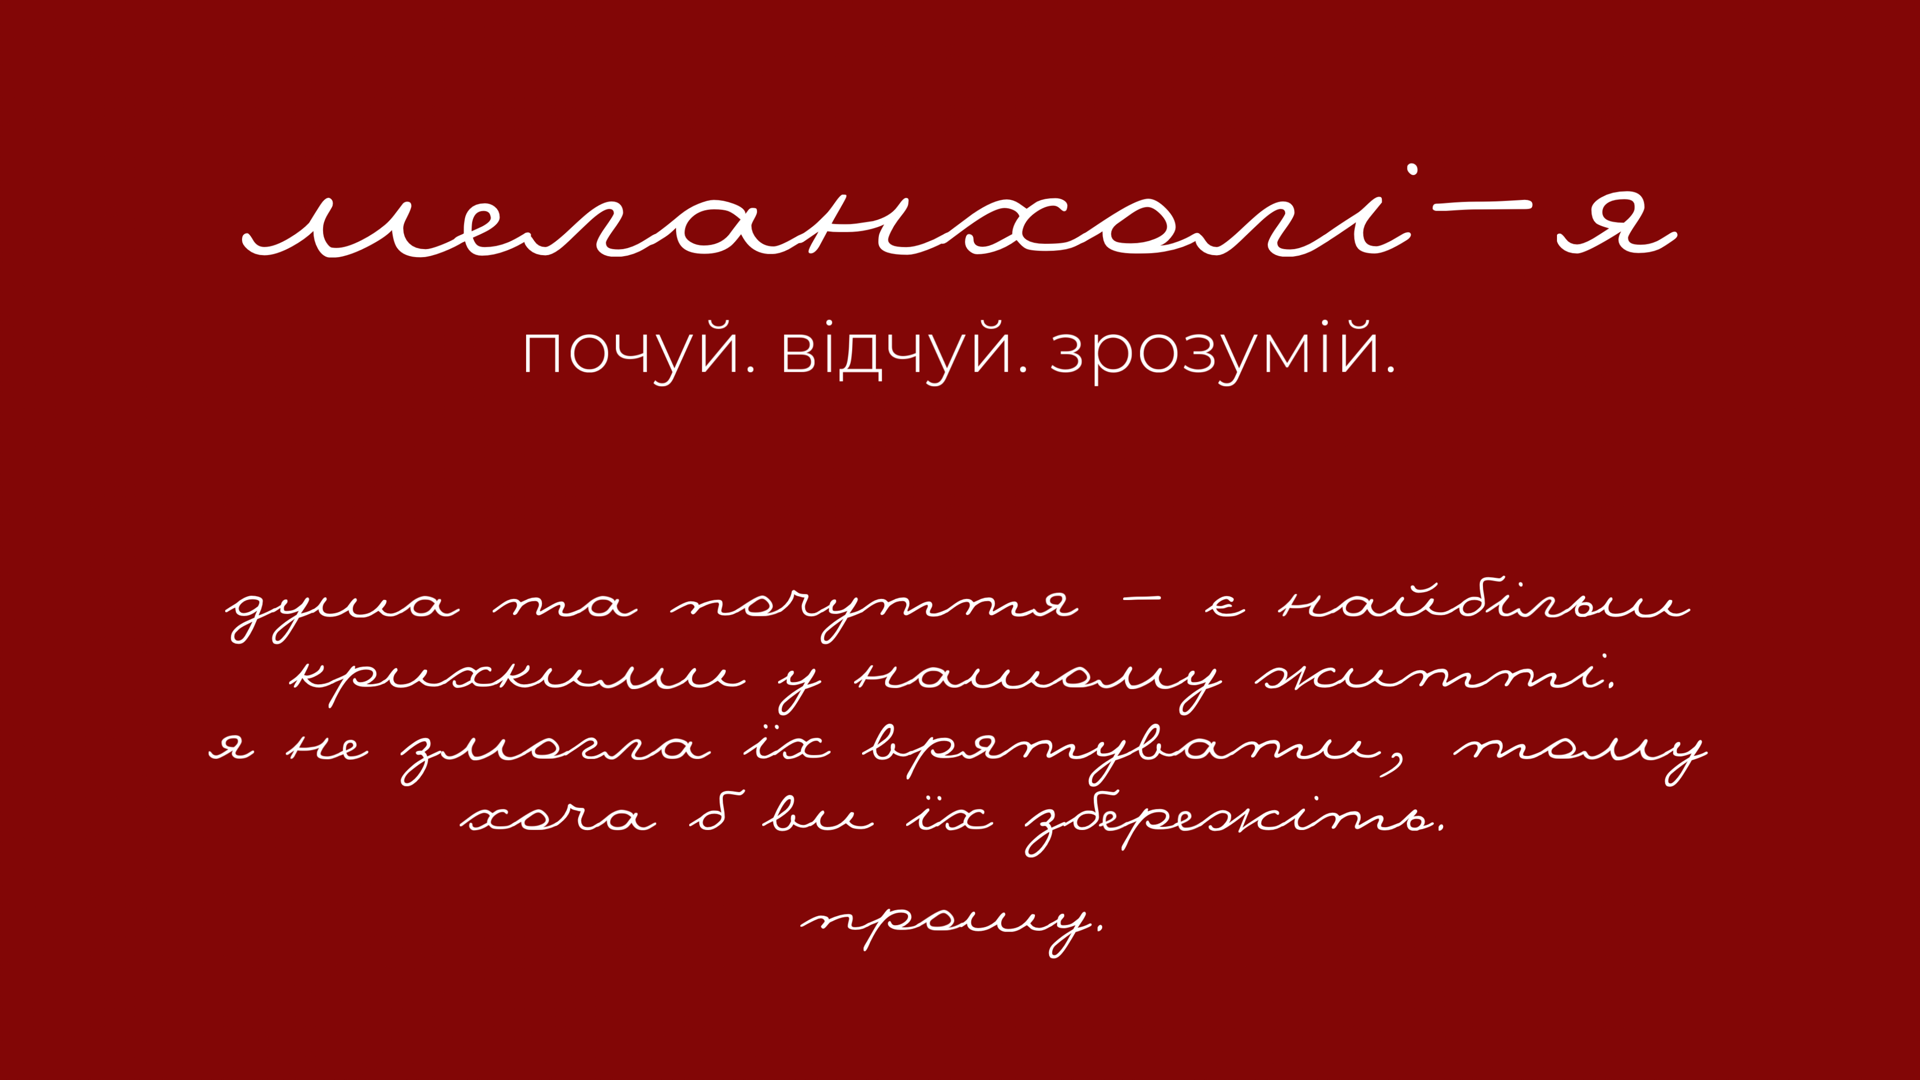 меланхолі-я
почуй. відчуй. зрозумій.
душа та почуття - є найбільш
крихкими у нашому житті.
я не змогла їх врятувати, тому
хоча б ви їх збережіть.
прошу.